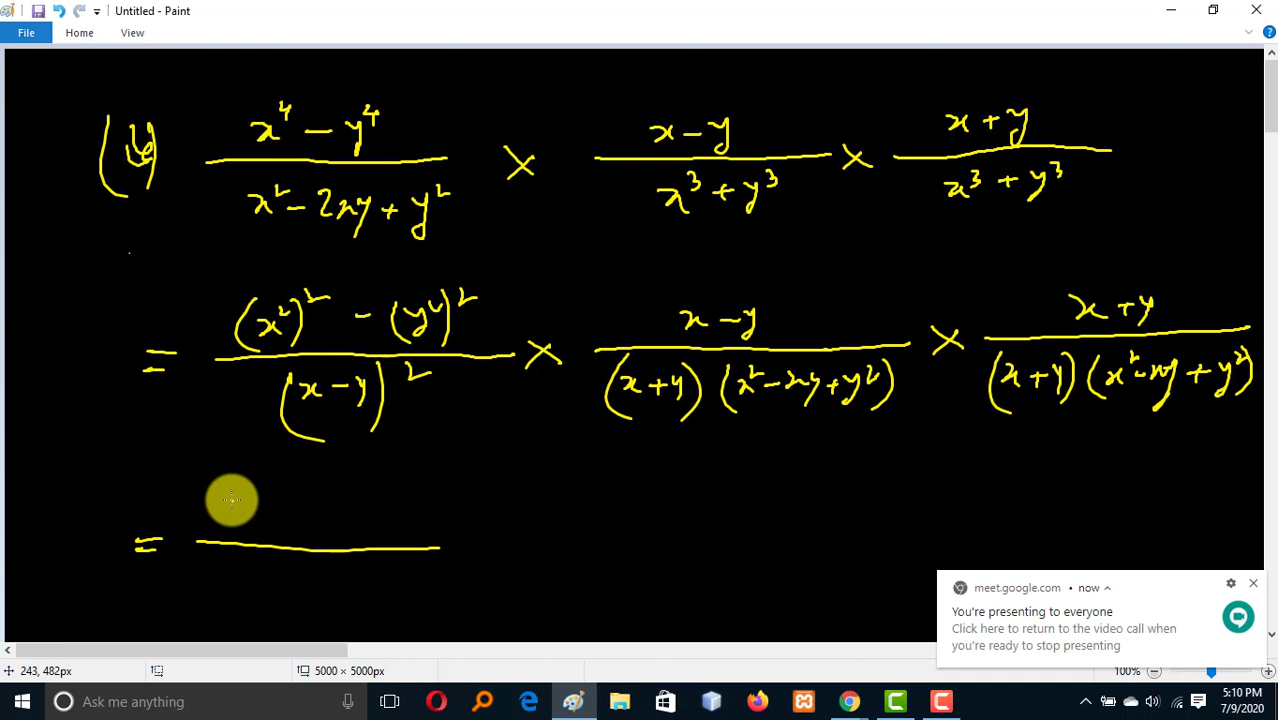 Untitled - Paint
File Home View
x⁴ - y⁴ / x² - 2xy + y² × x - y / x³ + y³ × x + y / x³ + y³
= (x²)² - (y²)² / (x - y)² × x - y / (x + y) (x² - xy + y²) × x + y / (x + y) (x² - xy + y²)
=
meet.google.com • now
You're presenting to everyone
Click here to return to the video call when
you're ready to stop presenting
243, 482px 5000 × 5000px 100%
Ask me anything
5:10 PM
7/9/2020